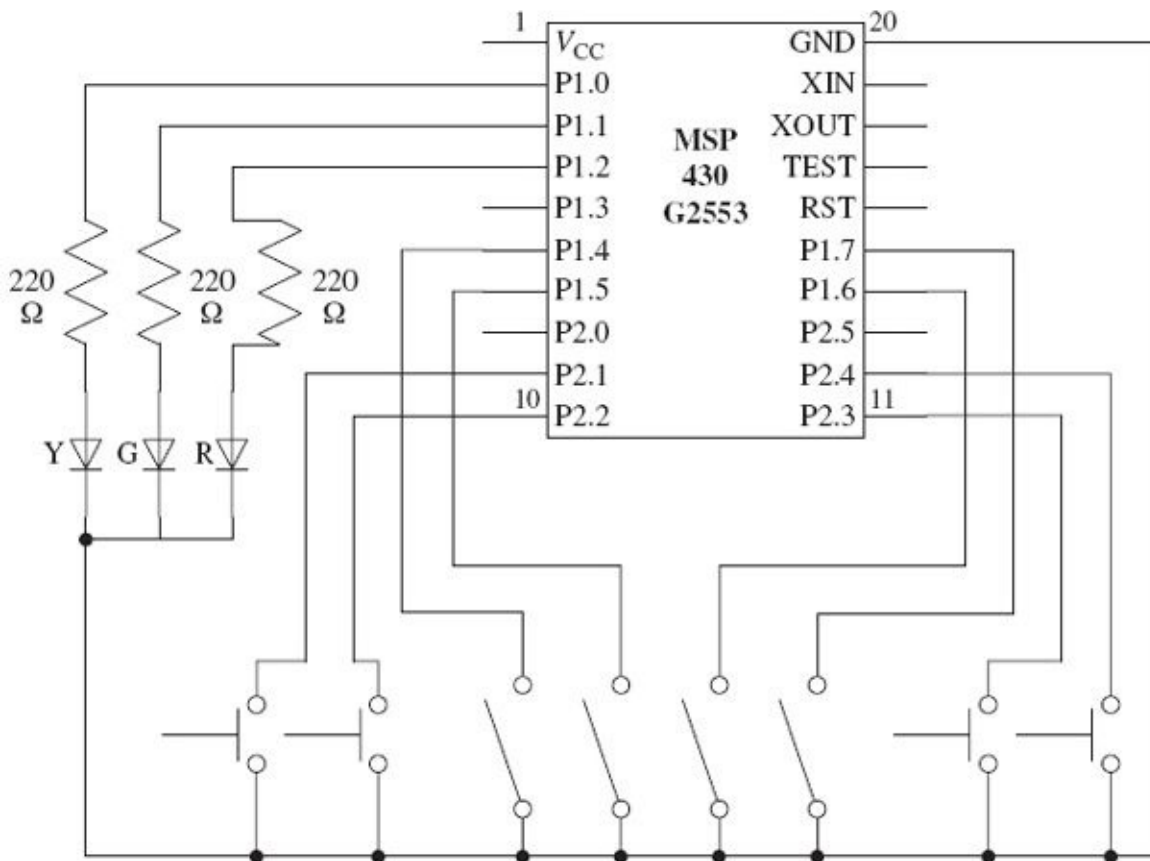 1
20
V_CC
GND
P1.0
XIN
P1.1
XOUT
MSP
430
G2553
P1.2
TEST
P1.3
RST
P1.4
P1.7
P1.5
P1.6
P2.0
P2.5
P2.1
P2.4
10
11
P2.2
P2.3
220
Ω
220
Ω
220
Ω
Y
G
R